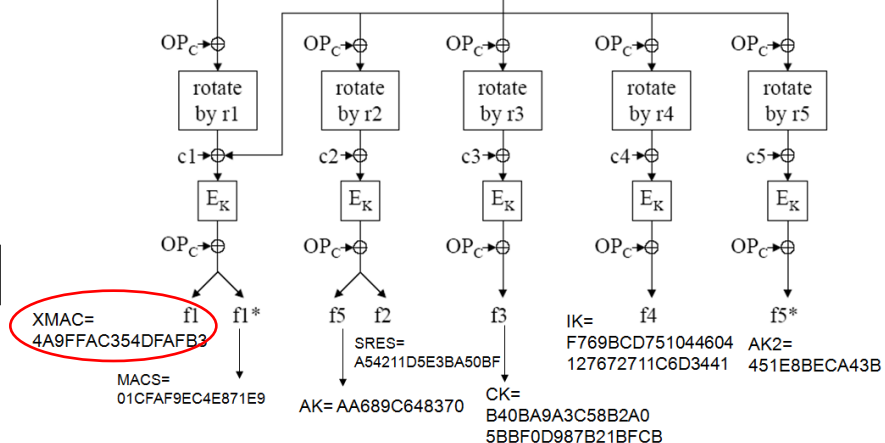 OPC OPC OPC OPC OPC
rotate by r1 rotate by r2 rotate by r3 rotate by r4 rotate by r5
c1 c2 c3 c4 c5
EK EK EK EK EK
OPC OPC OPC OPC OPC
f1 f1* f5 f2 f3 f4 f5*
XMAC=
4A9FFAC354DFAFB3
MACS=
01CFAF9EC4E871E9
SRES=
A54211D5E3BA50BF
AK= AA689C648370
CK=
B40BA9A3C58B2A0
5BBF0D987B21BFCB
IK=
F769BCD751044604
127672711C6D3441
AK2=
451E8BECA43B